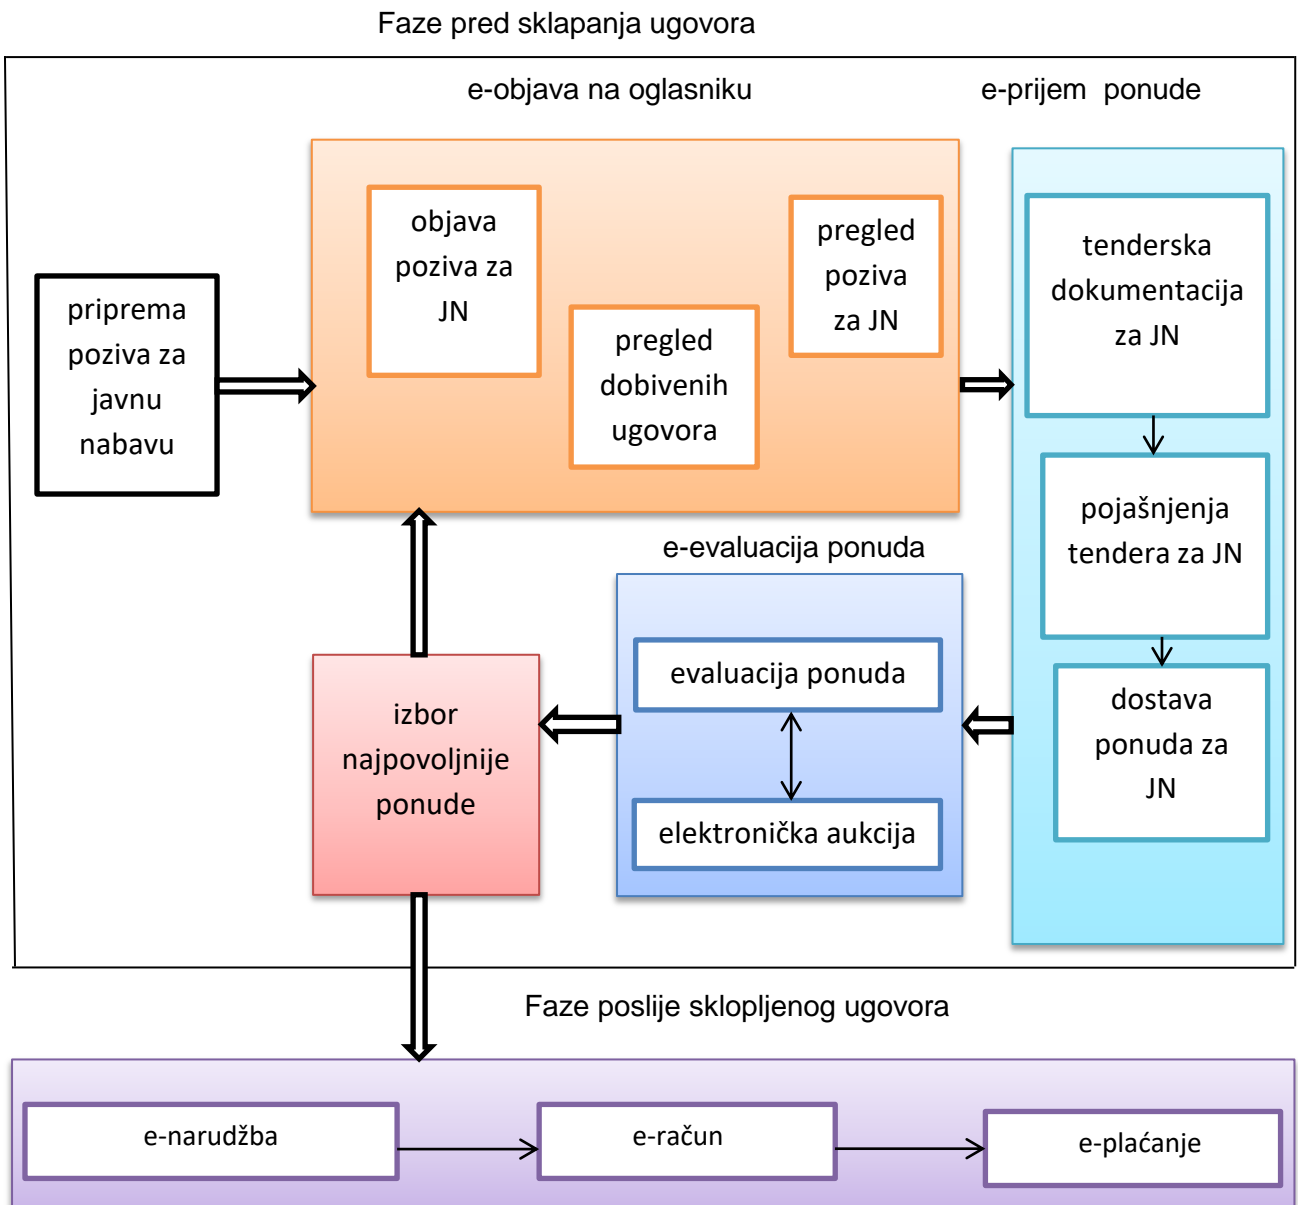 Faze pred sklapanja ugovora
e-objava na oglasniku
e-prijem ponude
priprema
poziva za
javnu
nabavu
objava
poziva za
JN
pregled
dobivenih
ugovora
pregled
poziva
za JN
tenderska
dokumentacija
za JN
pojašnjenja
tendera za JN
dostava
ponuda za
JN
e-evaluacija ponuda
evaluacija ponuda
elektronička aukcija
izbor
najpovoljnije
ponude
Faze poslije sklopljenog ugovora
e-narudžba
e-račun
e-plaćanje